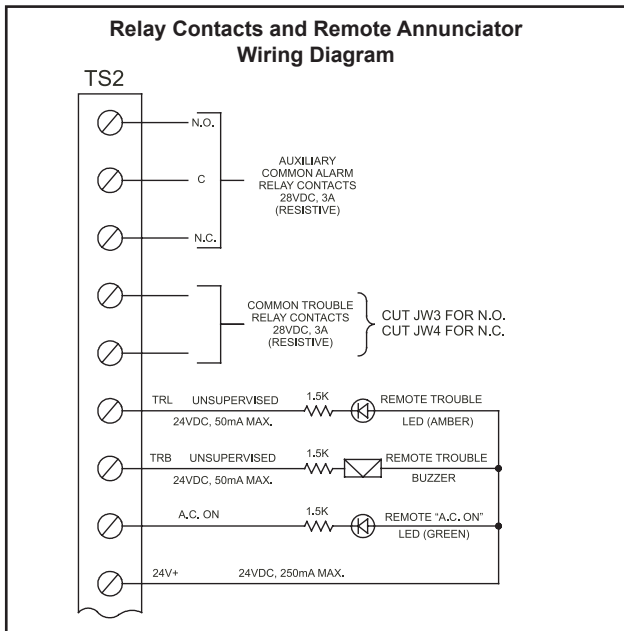 Relay Contacts and Remote Annunciator
Wiring Diagram
TS2
N.O.
C
N.C.
AUXILIARY
COMMON ALARM
RELAY CONTACTS
28VDC, 3A
(RESISTIVE)
COMMON TROUBLE
RELAY CONTACTS
28VDC, 3A
(RESISTIVE)
CUT JW3 FOR N.O.
CUT JW4 FOR N.C.
TRL UNSUPERVISED 1.5K REMOTE TROUBLE
24VDC, 50mA MAX. LED (AMBER)
TRB UNSUPERVISED 1.5K REMOTE TROUBLE
24VDC, 50mA MAX. BUZZER
A.C. ON 1.5K REMOTE "A.C. ON"
LED (GREEN)
24V+ 24VDC, 250mA MAX.